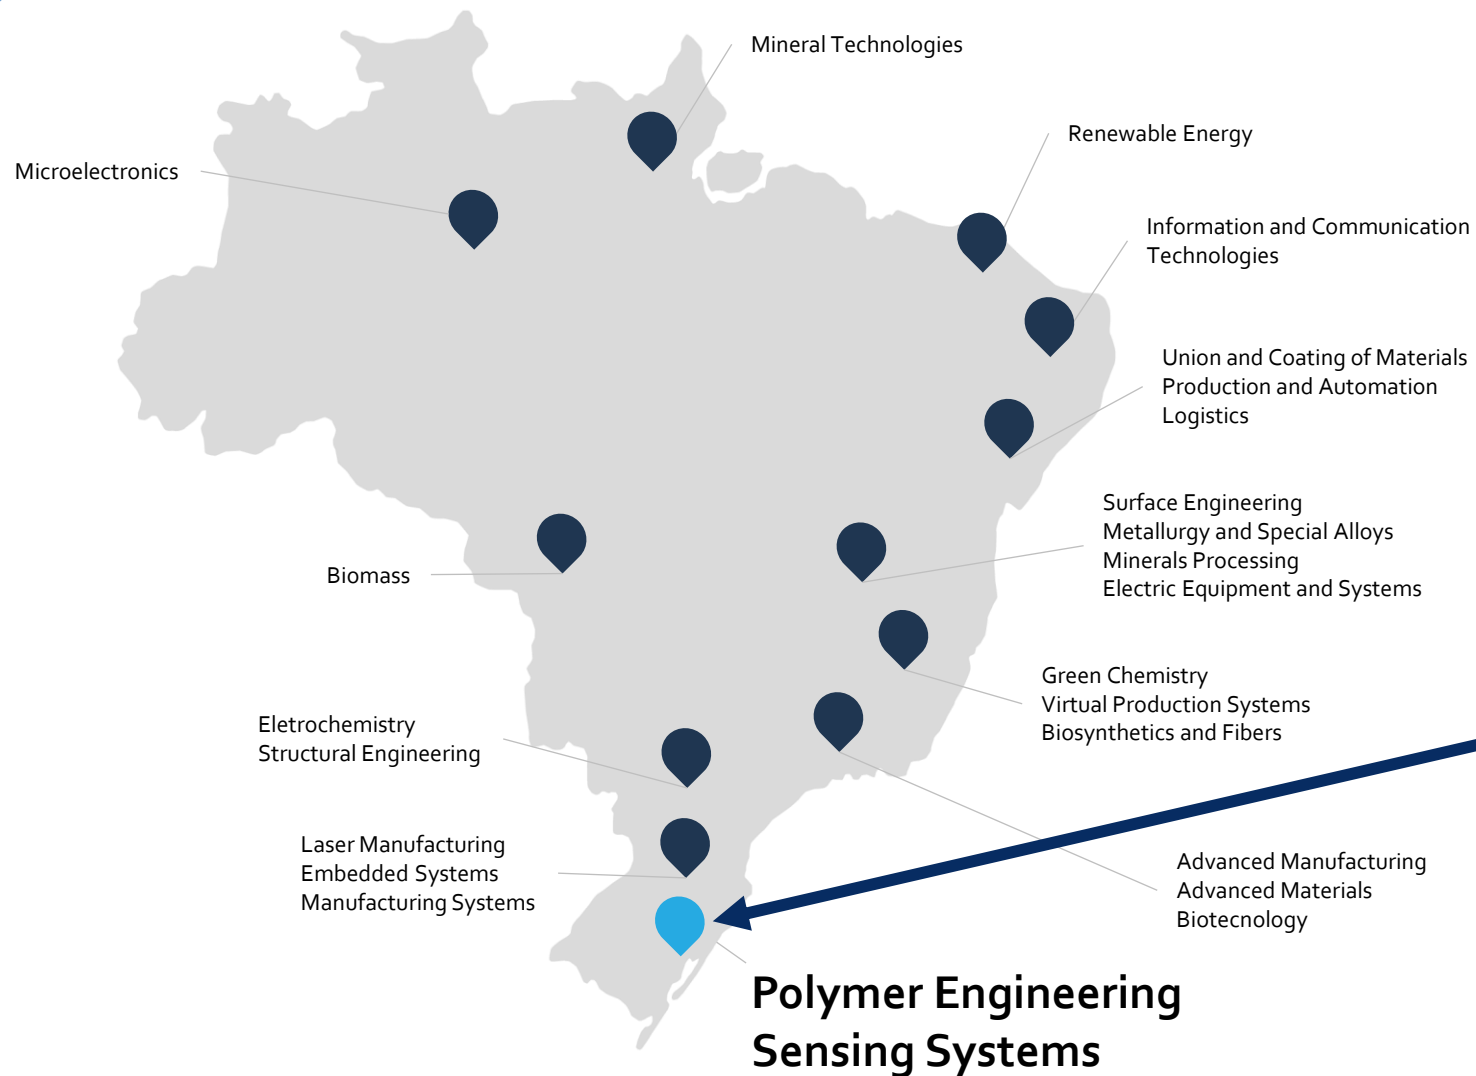 Mineral Technologies
Renewable Energy
Microelectronics
Information and Communication
Technologies
Union and Coating of Materials
Production and Automation
Logistics
Surface Engineering
Metallurgy and Special Alloys
Minerals Processing
Electric Equipment and Systems
Biomass
Green Chemistry
Virtual Production Systems
Biosynthetics and Fibers
Eletrochemistry
Structural Engineering
Laser Manufacturing
Embedded Systems
Manufacturing Systems
Advanced Manufacturing
Advanced Materials
Biotecnology
Polymer Engineering
Sensing Systems